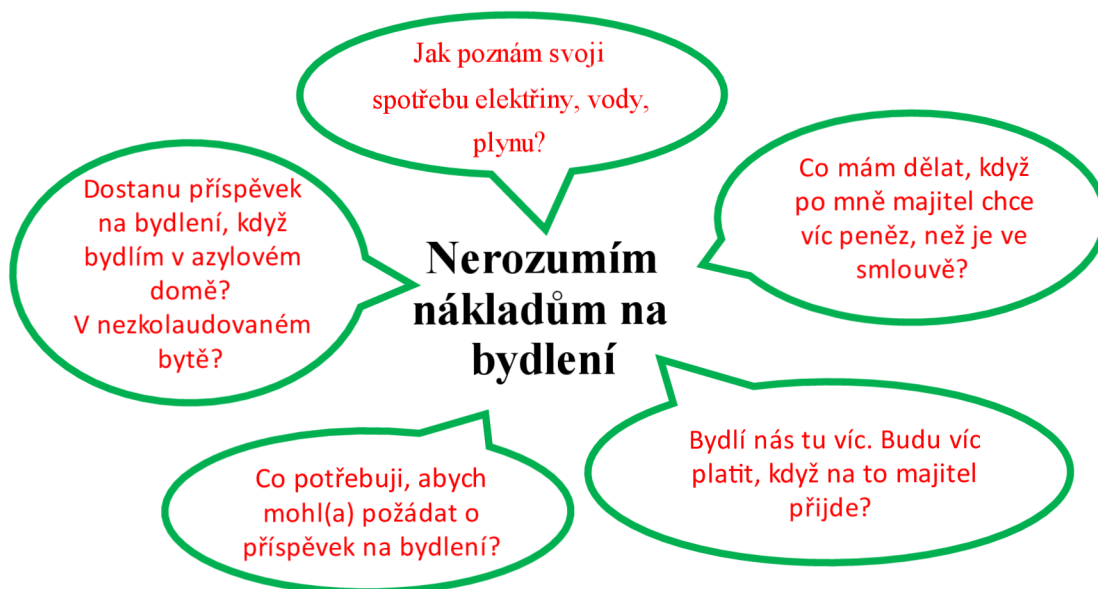 Jak poznám svoji
spotřebu elektřiny, vody,
plynu?
Dostanu příspěvek
na bydlení, když
bydlím v azylovém
domě?
V nezkolaudovaném
bytě?
Co mám dělat, když
po mně majitel chce
víc peněz, než je ve
smlouvě?
Nerozumím
nákladům na
bydlení
Co potřebuji, abych
mohl(a) požádat o
příspěvek na bydlení?
Bydlí nás tu víc. Budu víc
platit, když na to majitel
přijde?